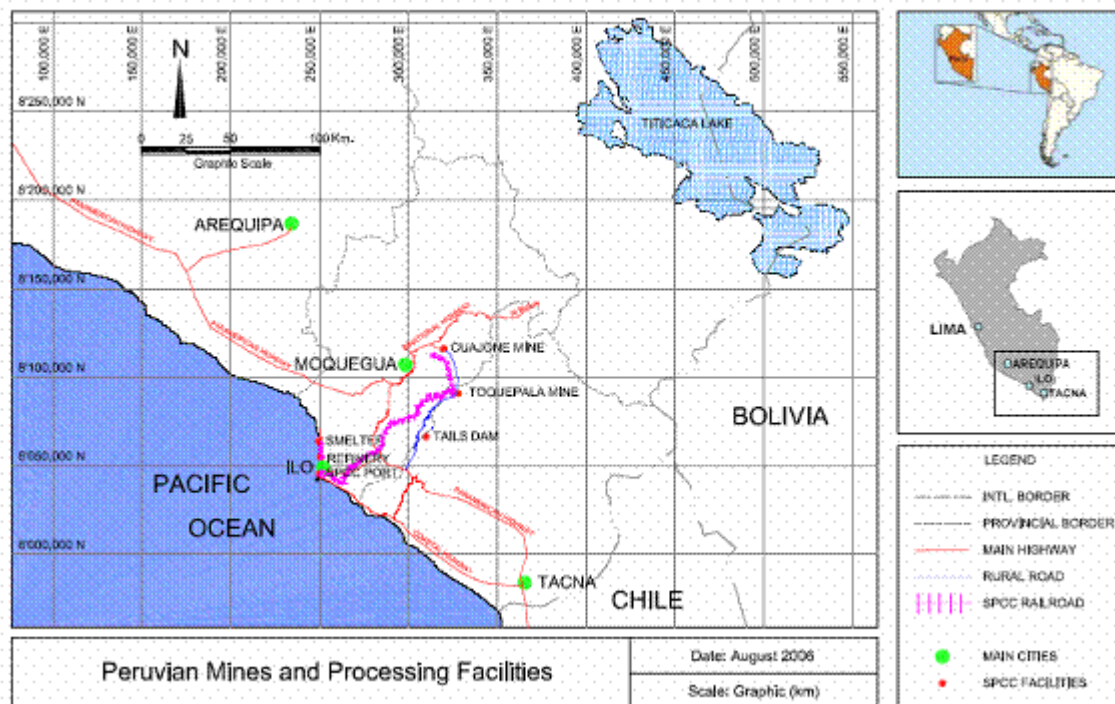 100,000 E
150,000 E
200,000 E
250,000 E
300,000 E
350,000 E
400,000 E
450,000 E
500,000 E
550,000 E
N
8'250,000 N
0 25 50 100 Km.
Graphic Scale
TITICACA LAKE
8'200,000 N
AREQUIPA
8'150,000 N
MOQUEGUA
CUAJONE MINE
8'100,000 N
TOQUEPALA MINE
BOLIVIA
SMELTER
TAILS DAM
REFINERY
ILO
SPCC PORT
8'050,000 N
PACIFIC
OCEAN
8'000,000 N
TACNA
CHILE
Peruvian Mines and Processing Facilities
Date: August 2006
Scale: Graphic (km)
LIMA
AREQUIPA
ILO
TACNA
LEGEND
INTL. BORDER
PROVINCIAL BORDER
MAIN HIGHWAY
RURAL ROAD
SPCC RAILROAD
MAIN CITIES
SPCC FACILITIES